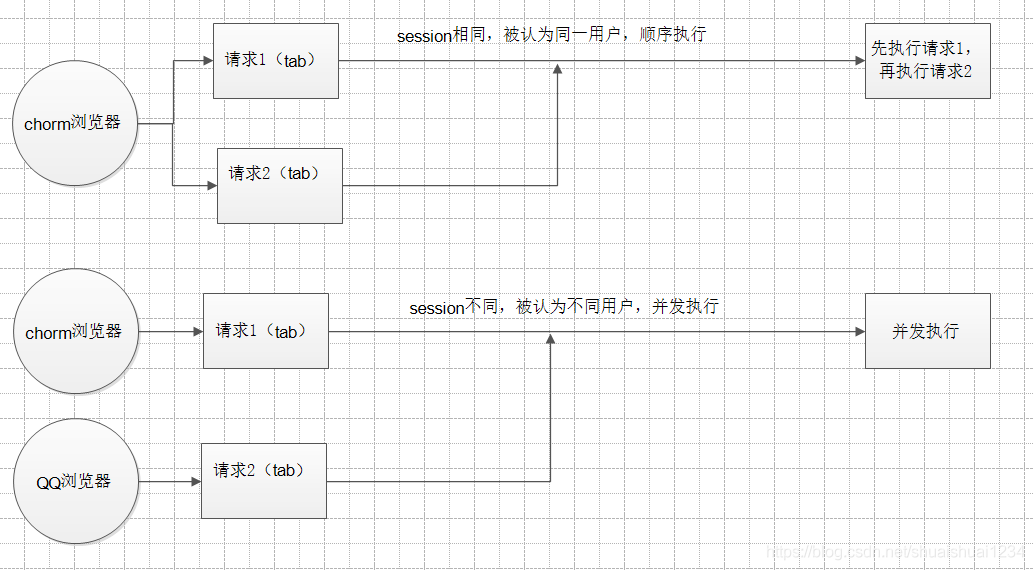 session相同，被认为同一用户，顺序执行
请求1（tab）
先执行请求1，
再执行请求2
chorm浏览器
请求2（tab）
session不同，被认为不同用户，并发执行
chorm浏览器
请求1（tab）
并发执行
QQ浏览器
请求2（tab）
https://blog.csdn.net/shuaishuai1234